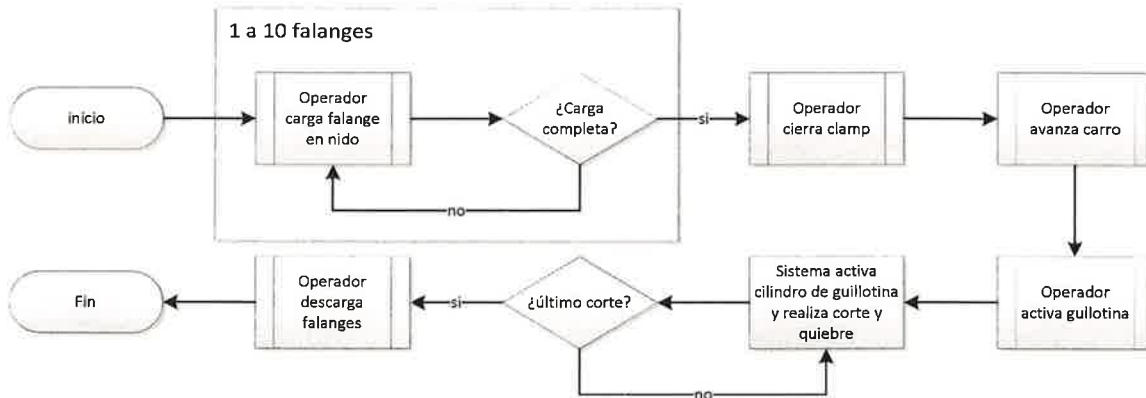 1 a 10 falanges
inicio
Operador
carga falange
en nido
¿Carga
completa?
si
Operador
cierra clamp
Operador
avanza carro
no
Fin
Operador
descarga
falanges
si
¿último corte?
Sistema activa
cilindro de guillotina
y realiza corte y
quiebre
Operador
activa gullotina
no